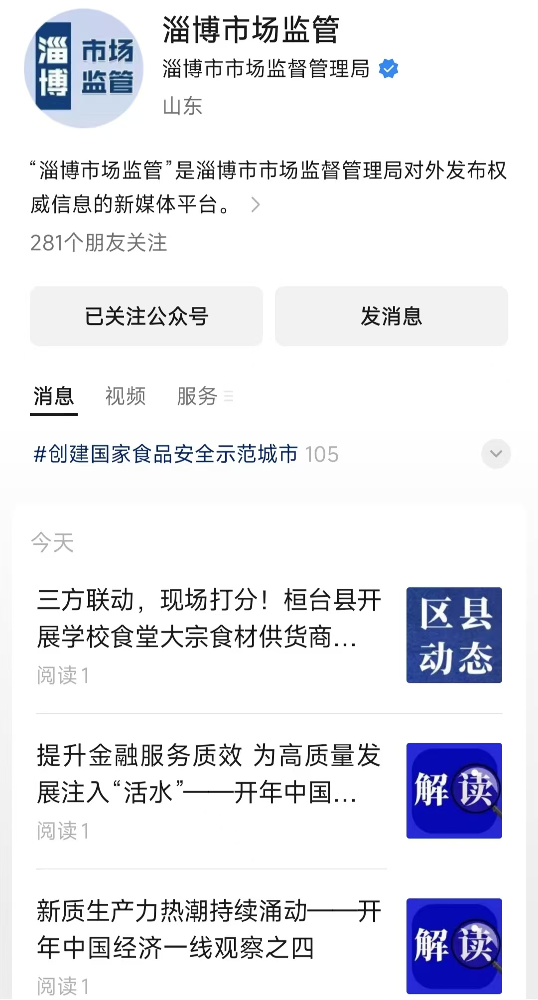 淄博
市场
监管
淄博市场监管
淄博市市场监督管理局
山东
“淄博市场监管”是淄博市市场监督管理局对外发布权
威信息的新媒体平台。
281个朋友关注
已关注公众号
发消息
消息
视频
服务
#创建国家食品安全示范城市 105
今天
三方联动，现场打分！桓台县开
展学校食堂大宗食材供货商...
阅读 1
区县
动态
提升金融服务质效 为高质量发
展注入“活水”——开年中国...
阅读 1
解读
新质生产力热潮持续涌动——开
年中国经济一线观察之四
阅读 1
解读